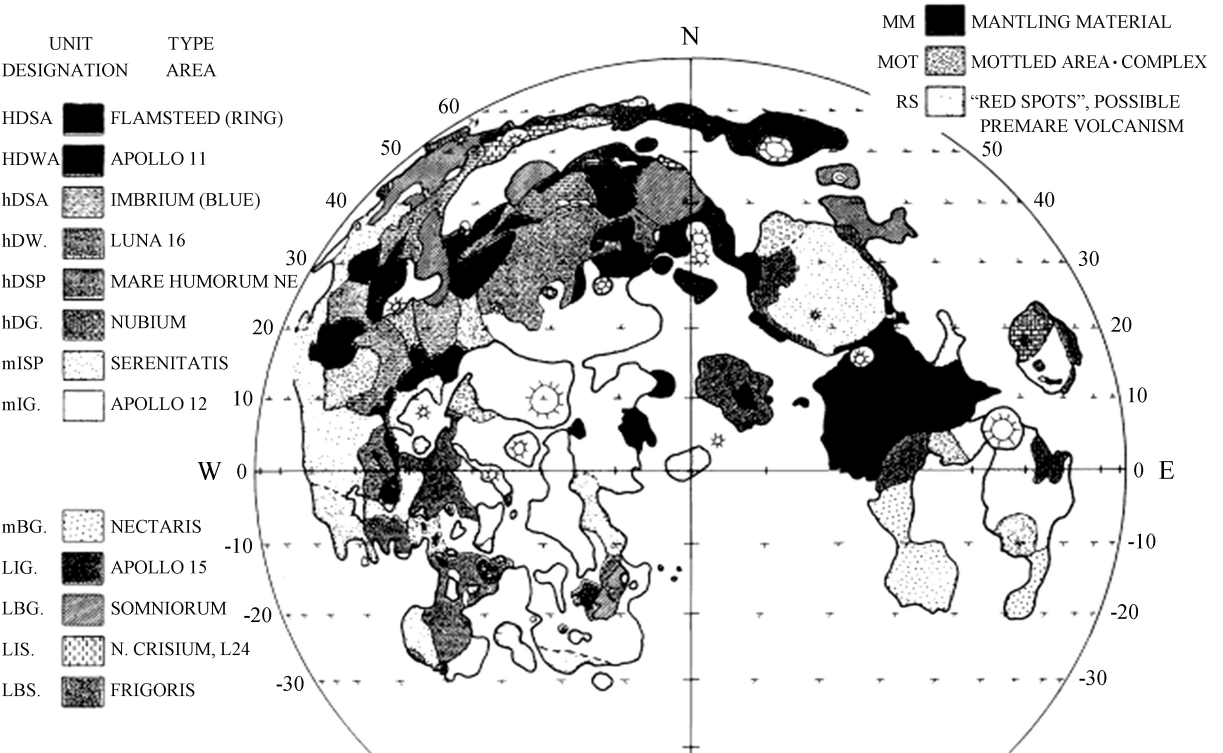 UNIT TYPE
DESIGNATION AREA
HDSA FLAMSTEED (RING)
HDWA APOLLO 11
hDSA IMBRIUM (BLUE)
hDW. LUNA 16
hDSP MARE HUMORUM NE
hDG. NUBIUM
mISP SERENITATIS
mIG. APOLLO 12
mBG. NECTARIS
LIG. APOLLO 15
LBG. SOMNIORUM
LIS. N. CRISIUM, L24
LBS. FRIGORIS
MM MANTLING MATERIAL
MOT MOTTLED AREA · COMPLEX
RS "RED SPOTS", POSSIBLE
PREMARE VOLCANISM
N
60
50 50
40 40
30 30
20 20
10 10
W 0 0 E
-10 -10
-20 -20
-30 -30